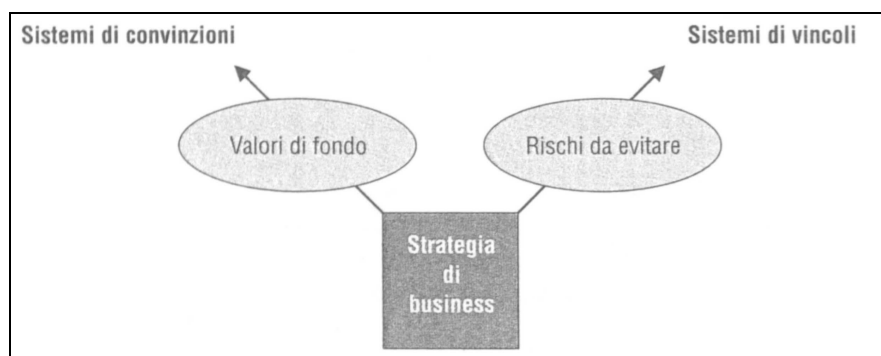 Sistemi di convinzioni
Sistemi di vincoli
Valori di fondo
Rischi da evitare
Strategia
di
business